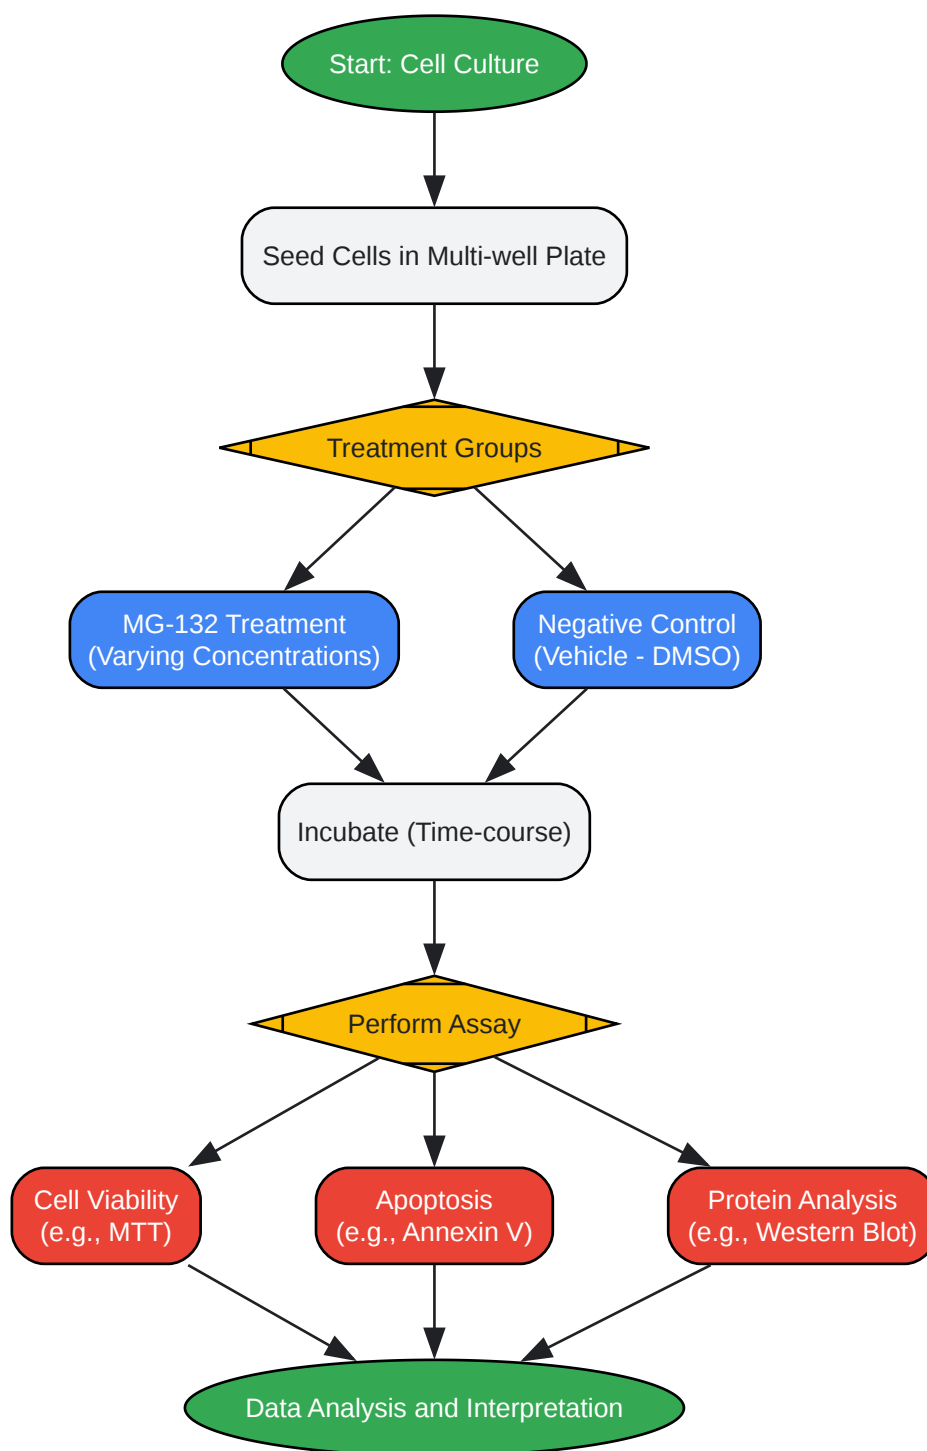 Start: Cell Culture
Seed Cells in Multi-well Plate
Treatment Groups
MG-132 Treatment
(Varying Concentrations)
Negative Control
(Vehicle - DMSO)
Incubate (Time-course)
Perform Assay
Cell Viability
(e.g., MTT)
Apoptosis
(e.g., Annexin V)
Protein Analysis
(e.g., Western Blot)
Data Analysis and Interpretation